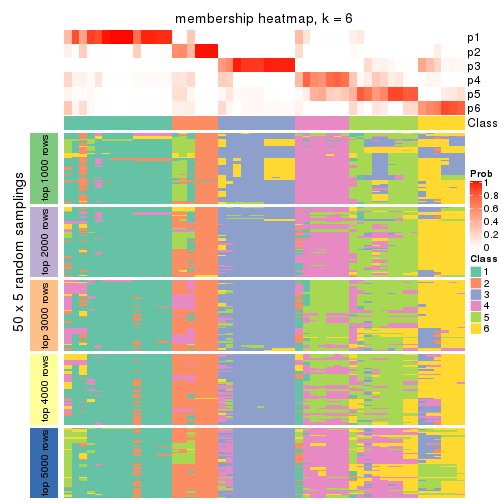 membership heatmap, k = 6
p1
p2
p3
p4
p5
p6
Class
50 x 5 random samplings
top 1000 rows
top 2000 rows
top 3000 rows
top 4000 rows
top 5000 rows
Prob
1
0.8
0.6
0.4
0.2
0
Class
1
2
3
4
5
6